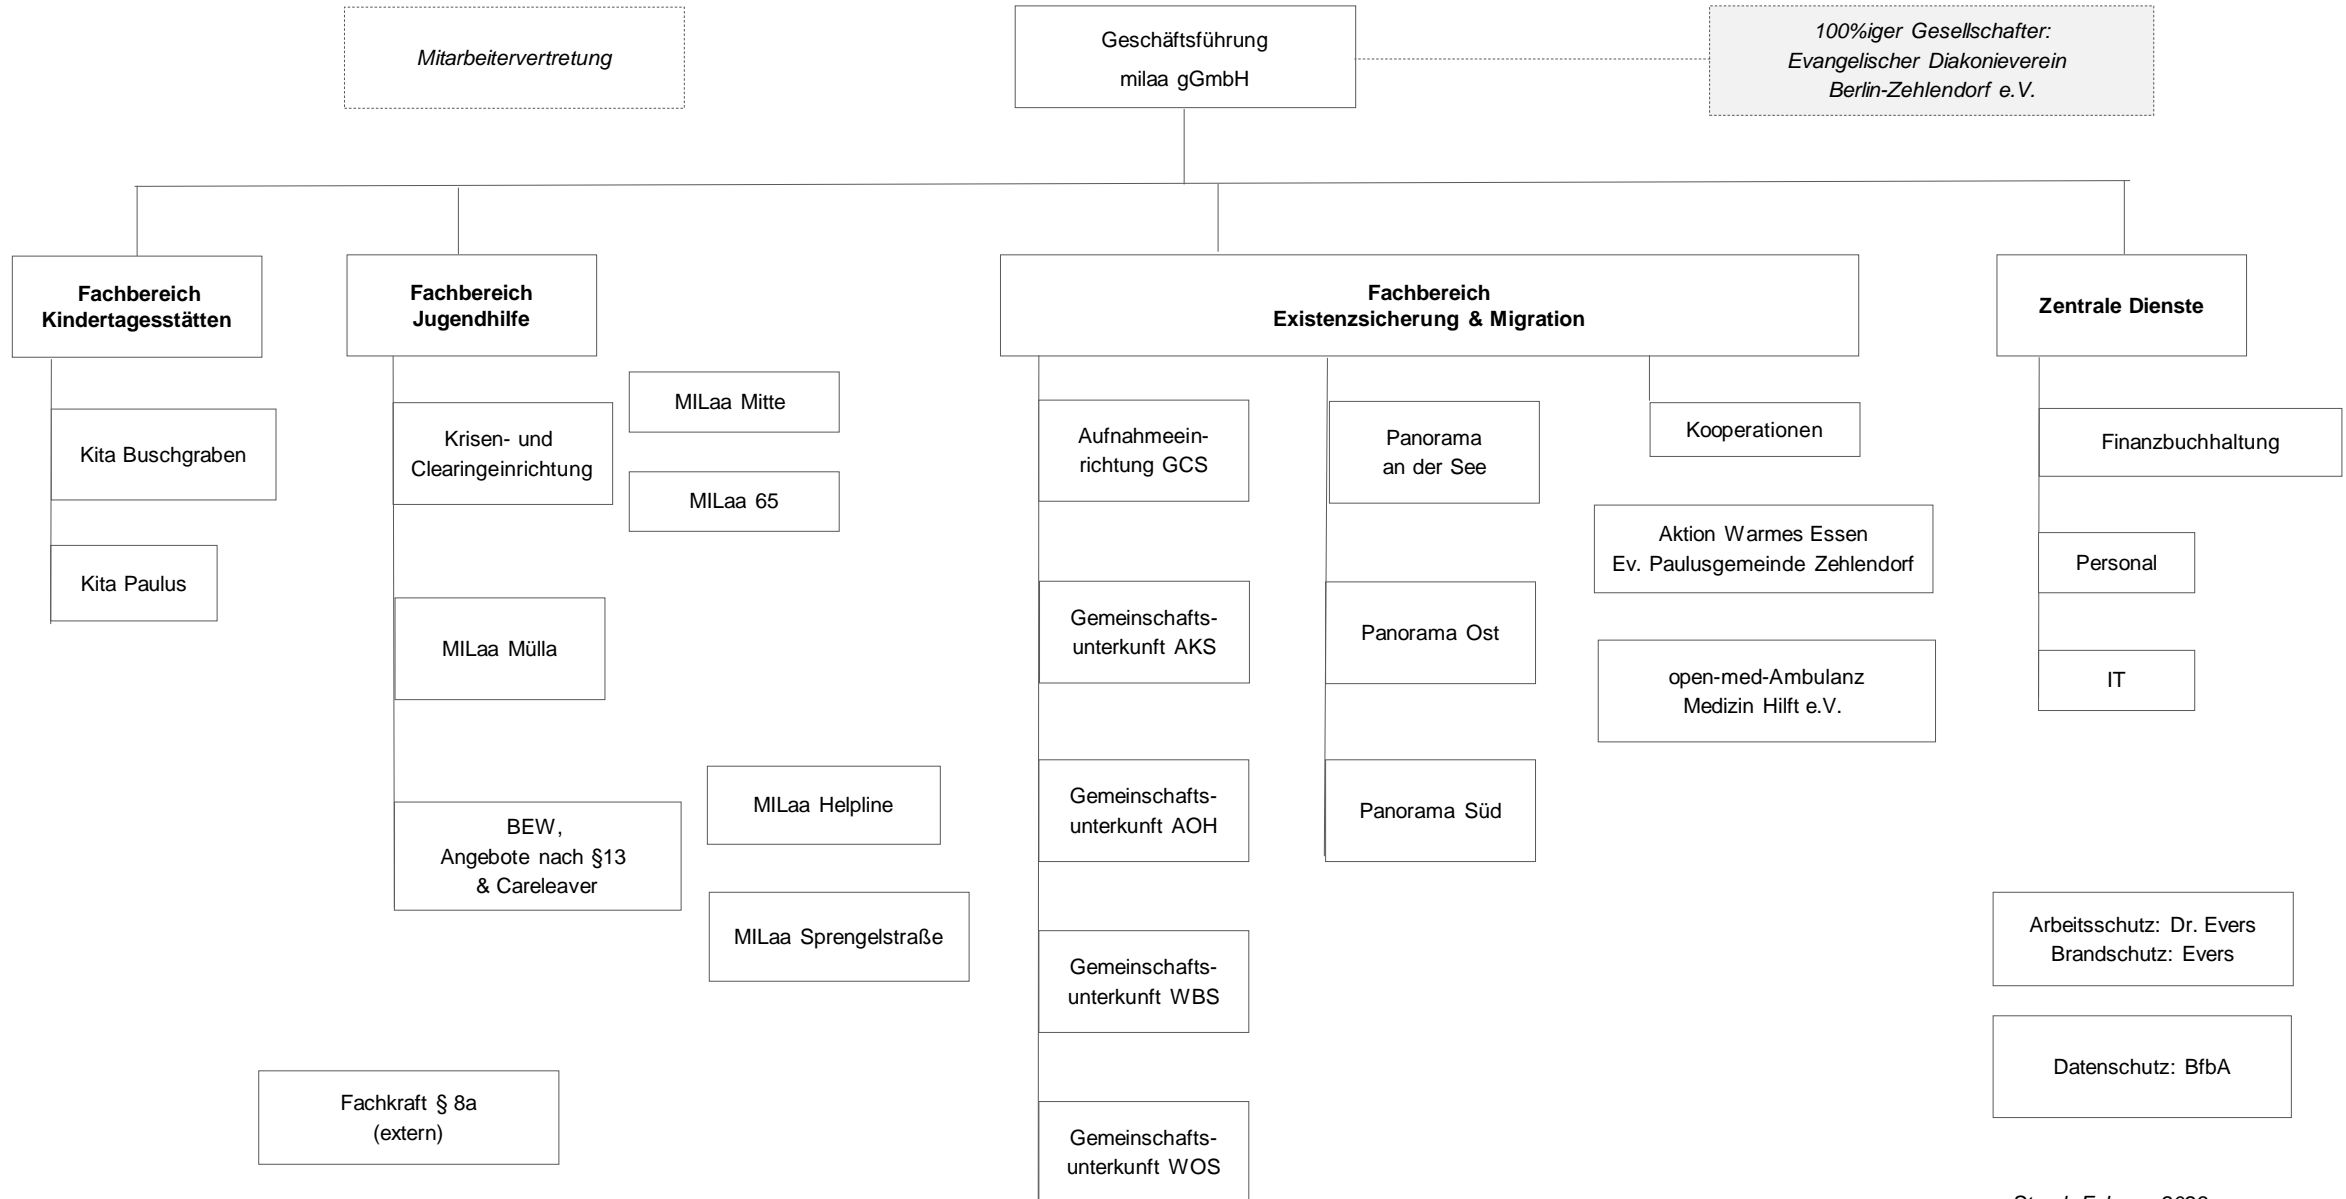 Mitarbeitervertretung
Geschäftsführung
milaa gGmbH
100%iger Gesellschafter:
Evangelischer Diakonieverein
Berlin-Zehlendorf e.V.
Fachbereich
Kindertagesstätten
Kita Buschgraben
Kita Paulus
Fachbereich
Jugendhilfe
Krisen- und
Clearingeinrichtung
MILaa Mitte
MILaa 65
MILaa Mülla
BEW,
Angebote nach §13
& Careleaver
MILaa Helpline
MILaa Sprengelstraße
Fachkraft § 8a
(extern)
Fachbereich
Existenzsicherung & Migration
Aufnahmeein-
richtung GCS
Gemeinschafts-
unterkunft AKS
Gemeinschafts-
unterkunft AOH
Gemeinschafts-
unterkunft WBS
Gemeinschafts-
unterkunft WOS
Panorama
an der See
Panorama Ost
Panorama Süd
Kooperationen
Aktion Warmes Essen
Ev. Paulusgemeinde Zehlendorf
open-med-Ambulanz
Medizin Hilft e.V.
Zentrale Dienste
Finanzbuchhaltung
Personal
IT
Arbeitsschutz: Dr. Evers
Brandschutz: Evers
Datenschutz: BfbA